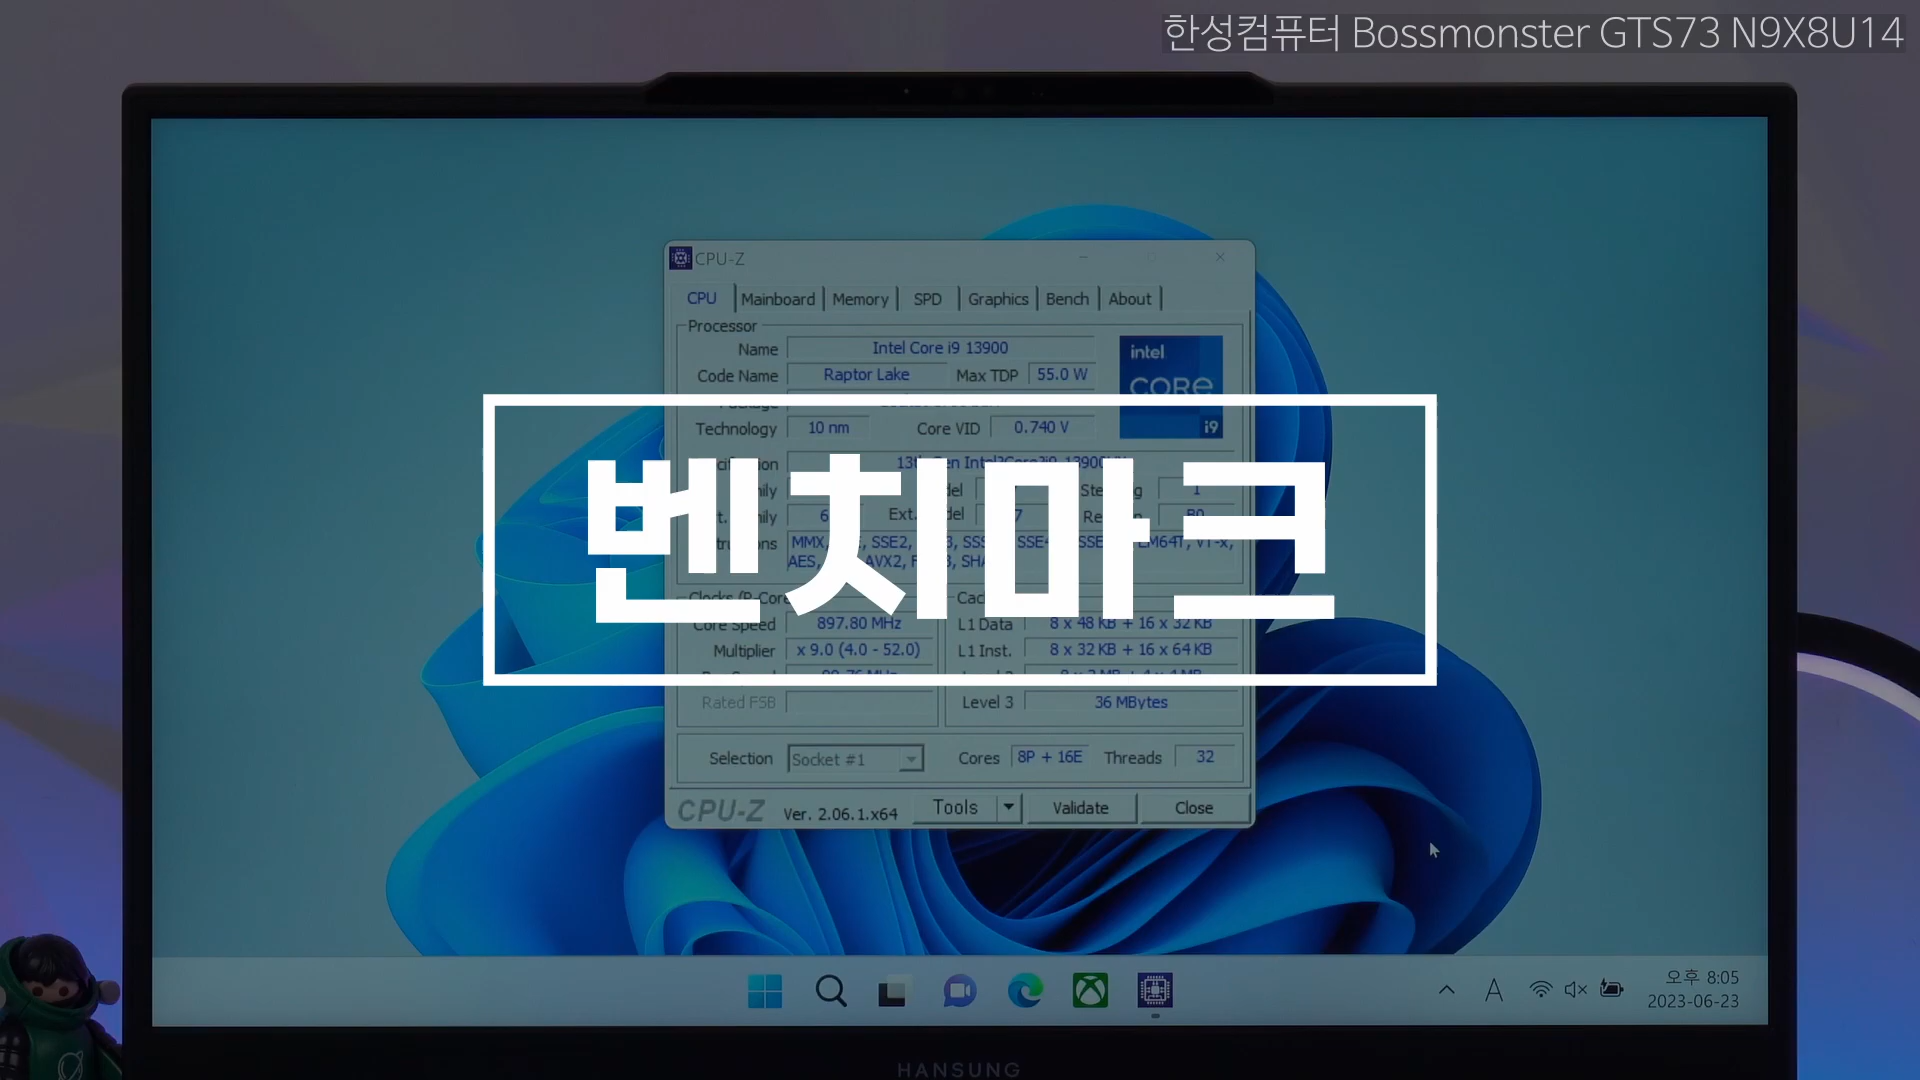 한성컴퓨터 Bossmonster GTS73 N9X8U14
CPU-Z
CPU Mainboard Memory SPD Graphics Bench About
Processor
Name Intel Core i9 13900
Code Name Raptor Lake Max TDP 55.0 W
intel CORE i9
Technology 10 nm Core VID 0.740 V
벤치마크
Core Speed 897.80 MHz L1 Data 8 x 48 KB + 16 x 32 KB
Multiplier x 9.0 (4.0 - 52.0) L1 Inst. 8 x 32 KB + 16 x 64 KB
Rated FSB Level 3 36 MBytes
Selection Socket #1 Cores 8P + 16E Threads 32
CPU-Z Ver. 2.06.1.x64 Tools Validate Close
A 오후 8:05
2023-06-23
HANSUNG